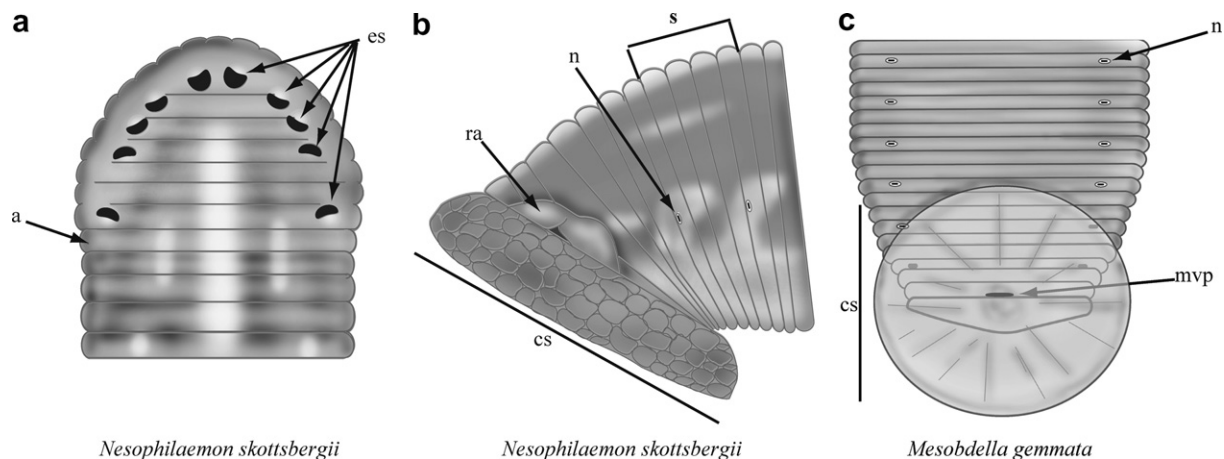 a
es
a
Nesophilaemon skottsbergii
b
s
n
ra
cs
Nesophilaemon skottsbergii
c
n
cs
mvp
Mesobdella gemmata